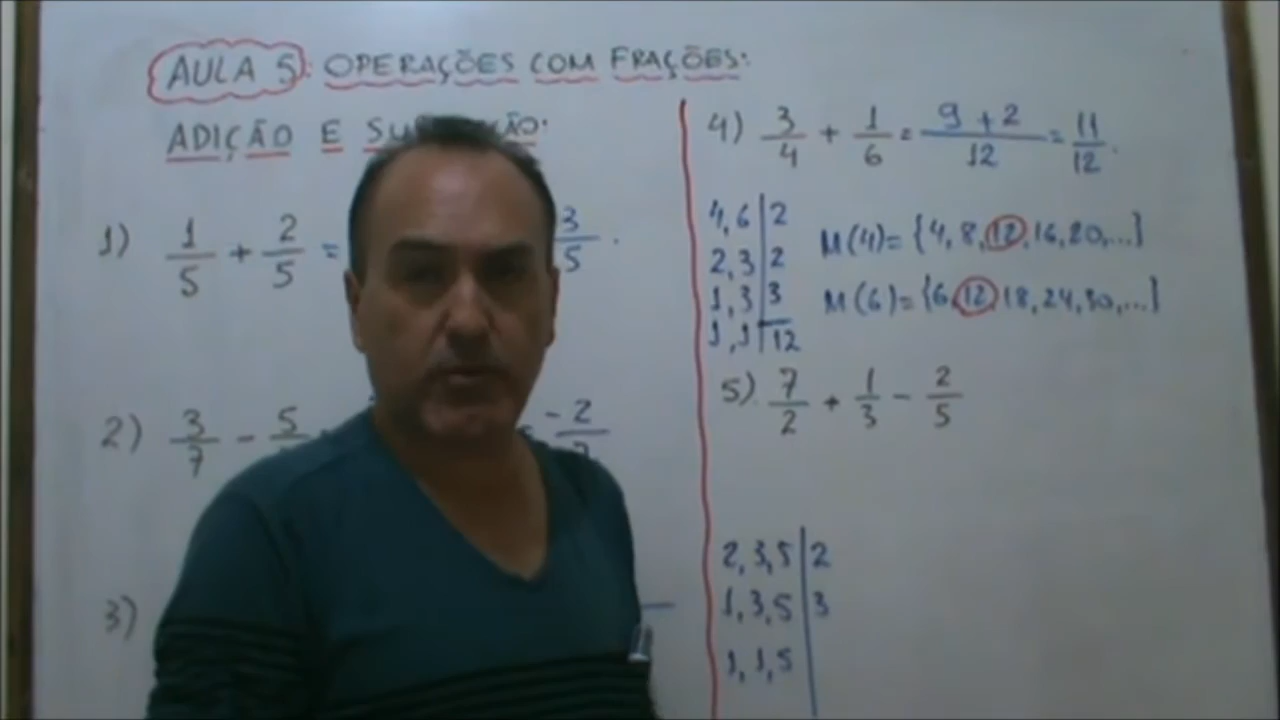 AULA 5: OPERAÇÕES COM FRAÇÕES:
ADIÇÃO E
1) 1/5 + 2/5 = 3/5.
2) 3/7 - 5/ -2/7
3)
4) 3/4 + 1/6 = 9+2/12 = 11/12.
4, 6 | 2
2, 3 | 2
1, 3 | 3
1, 1 | 12
M(4)= {4, 8, 12, 16, 20, ...}
M(6)= {6, 12, 18, 24, 30, ...}
5) 7/2 + 1/3 - 2/5
2, 3, 5 | 2
1, 3, 5 | 3
1, 1, 5